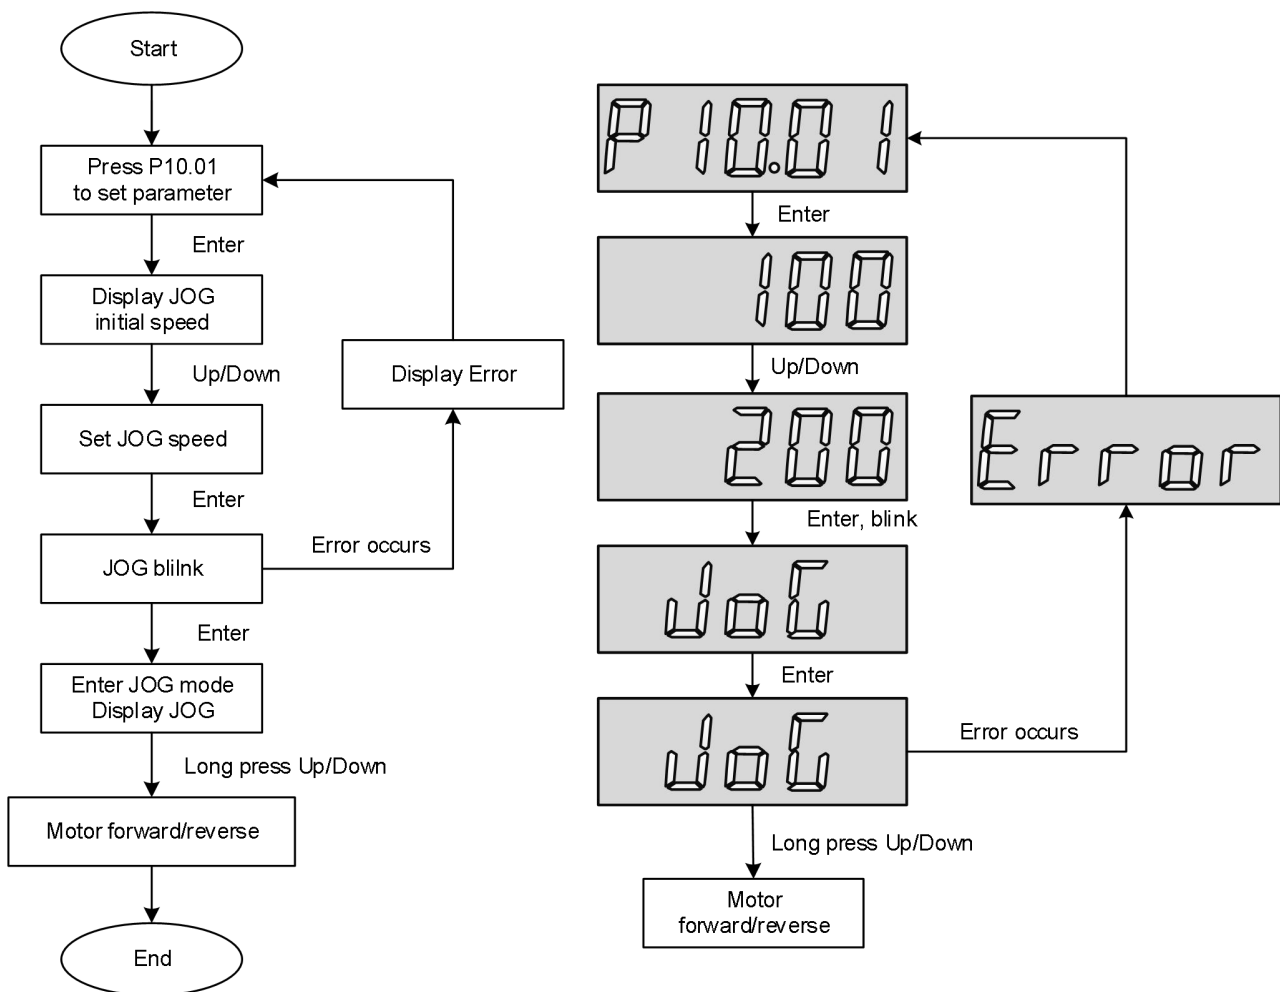 Start
Press P10.01
to set parameter
Enter
Display JOG
initial speed
Up/Down
Set JOG speed
Enter
JOG blilnk
Error occurs
Display Error
Enter
Enter JOG mode
Display JOG
Long press Up/Down
Motor forward/reverse
End
P10.01
Enter
100
Up/Down
200
Enter, blink
JoG
Enter
JoG
Error occurs
Error
Long press Up/Down
Motor
forward/reverse